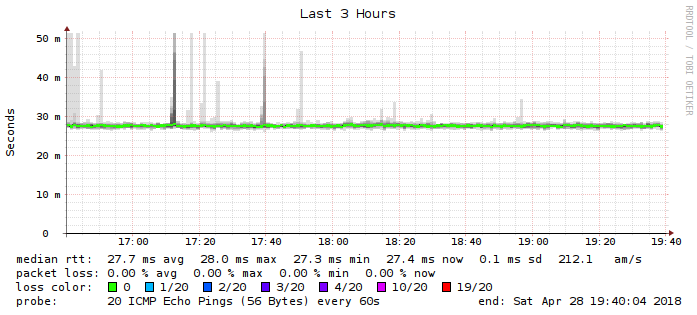 Last 3 Hours
RRDTOOL / TOBI OETIKER
Seconds
50 m
40 m
30 m
20 m
10 m
0
17:00 17:20 17:40 18:00 18:20 18:40 19:00 19:20 19:40
median rtt: 27.7 ms avg 28.0 ms max 27.3 ms min 27.4 ms now 0.1 ms sd 212.1 am/s
packet loss: 0.00 % avg 0.00 % max 0.00 % min 0.00 % now
loss color: 0 1/20 2/20 3/20 4/20 10/20 19/20
probe: 20 ICMP Echo Pings (56 Bytes) every 60s end: Sat Apr 28 19:40:04 2018